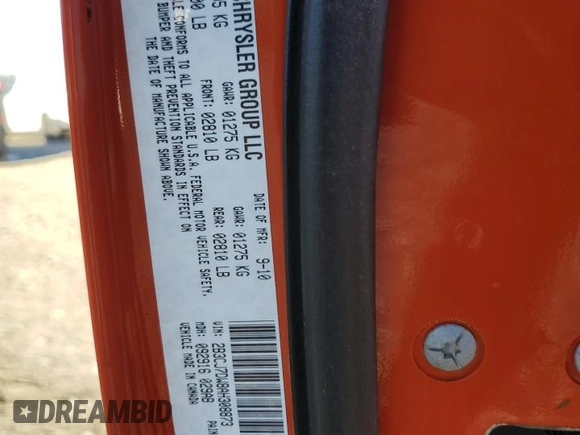 CHRYSLER GROUP LLC
DATE OF MFR: 9-10
GAWR: 01275 KG
FRONT: 02810 LB
GAWR: 01275 KG
REAR: 02810 LB
CONFORMS TO ALL APPLICABLE U.S.A. FEDERAL MOTOR VEHICLE SAFETY,
BUMPER AND THEFT PREVENTION STANDARDS IN EFFECT ON
THE DATE OF MANUFACTURE SHOWN ABOVE.
VIN: 2B3CJ7DW8AH308873
MDH: 092916 029AB
VEHICLE MADE IN CANADA
DREAMBID